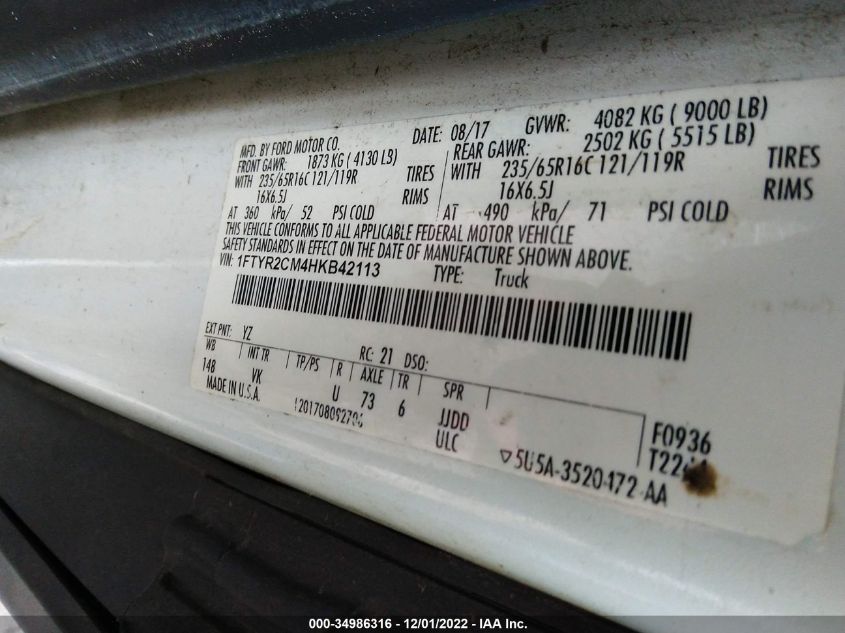 MFD. BY FORD MOTOR CO. DATE: 08/17 GVWR: 4082 KG ( 9000 LB)
FRONT GAWR: 1873 KG ( 4130 LB) REAR GAWR: 2502 KG ( 5515 LB)
WITH 235/65R16C 121/119R TIRES WITH 235/65R16C 121/119R TIRES
16X6.5J RIMS 16X6.5J RIMS
AT 360 kPa/ 52 PSI COLD AT 490 kPa/ 71 PSI COLD
THIS VEHICLE CONFORMS TO ALL APPLICABLE FEDERAL MOTOR VEHICLE
SAFETY STANDARDS IN EFFECT ON THE DATE OF MANUFACTURE SHOWN ABOVE.
VIN: 1FTYR2CM4HKB42113 TYPE: Truck
EXT PNT: YZ RC: 21 DSO:
WB INT TR TP/PS R AXLE TR SPR
148 VK U 73 6 JJDD F0936
MADE IN U.S.A. ULC
▽5U5A-3520472-AA
000-34986316 - 12/01/2022 - IAA Inc.